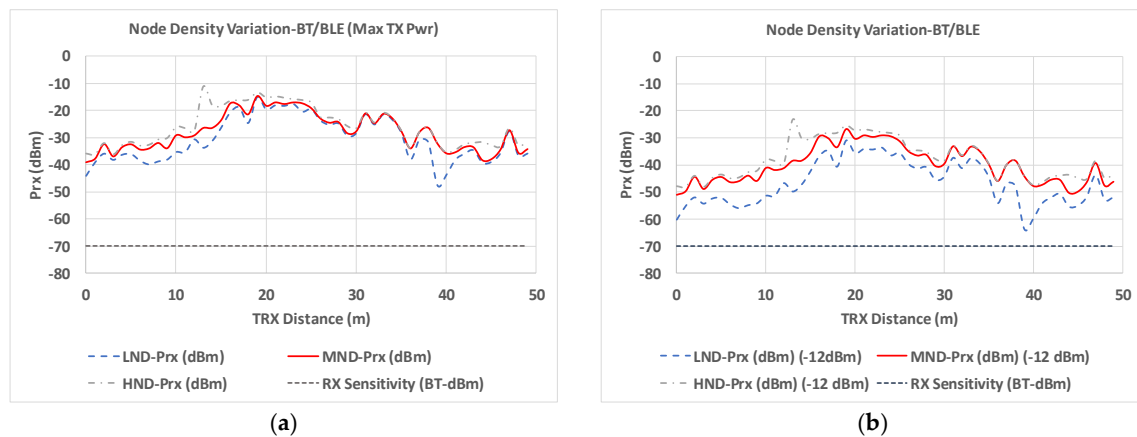 Node Density Variation-BT/BLE (Max TX Pwr)
0
-10
-20
-30
-40
-50
-60
-70
-80
Prx (dBm)
0 10 20 30 40 50
TRX Distance (m)
LND-Prx (dBm) MND-Prx (dBm)
HND-Prx (dBm) RX Sensitivity (BT-dBm)
(a)
Node Density Variation-BT/BLE
0
-10
-20
-30
-40
-50
-60
-70
-80
Prx (dBm)
0 10 20 30 40 50
TRX Distance (m)
LND-Prx (dBm) (-12dBm) MND-Prx (dBm) (-12 dBm)
HND-Prx (dBm) (-12 dBm) RX Sensitivity (BT-dBm)
(b)